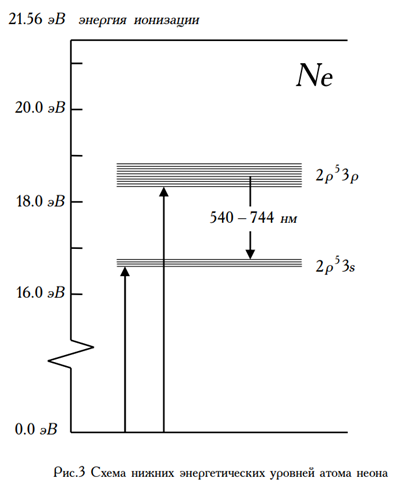 21.56 эВ энергия ионизации
Ne
20.0 эВ
2p⁵3p
18.0 эВ
540 – 744 нм
2p⁵3s
16.0 эВ
0.0 эВ
Рис.3 Схема нижних энергетических уровней атома неона